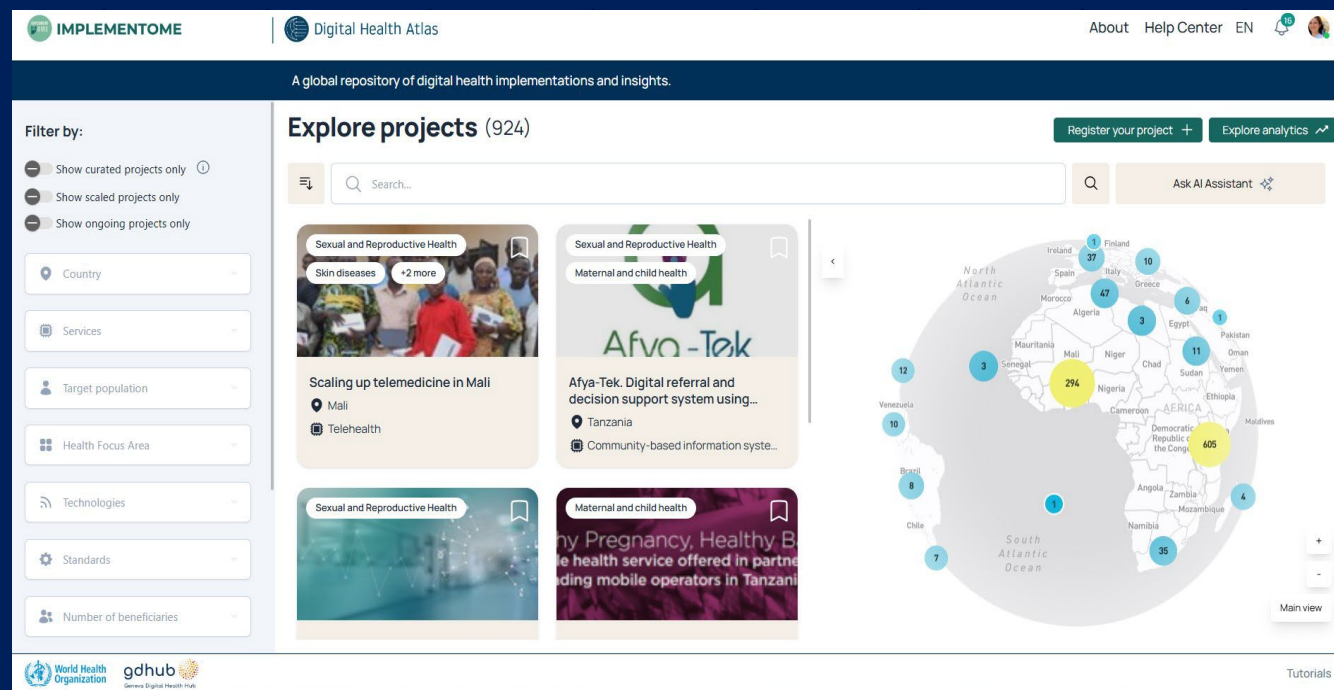 IMPLEMENTOME
Digital Health Atlas
About Help Center EN 16
A global repository of digital health implementations and insights.
Filter by:
Show curated projects only
Show scaled projects only
Show ongoing projects only
Country
Services
Target population
Health Focus Area
Technologies
Standards
Number of beneficiaries
Explore projects (924)
Register your project +
Explore analytics
Search...
Ask AI Assistant
Sexual and Reproductive Health
Skin diseases +2 more
Scaling up telemedicine in Mali
Mali
Telehealth
Sexual and Reproductive Health
Maternal and child health
Afya-Tek
Afya-Tek. Digital referral and
decision support system using...
Tanzania
Community-based information syste...
Sexual and Reproductive Health
Maternal and child health
hy Pregnancy, Healthy B
le health service offered in partne
ding mobile operators in Tanzani
1 Finland
Ireland 37 10
North
Atlantic
Ocean
Spain Italy
Greece
Morocco 47
6 aq
Algeria 3 Egypt 1
Pakistan
Mauritania
Mali Niger Chad 11 Oman
12 3 Senegal Sudan Yemen
294 Nigeria Ethiopia
Venezuela
Cameroon AFRICA
10 Maldives
Democratic
Republic
the Cong 605
Brazil
8 Angola Zambia 4
1 Mozambique
Chile Namibia
South
Atlantic
Ocean
7 35
+
-
Main view
World Health
Organization
gdhub
Geneva Digital Health Hub
Tutorials